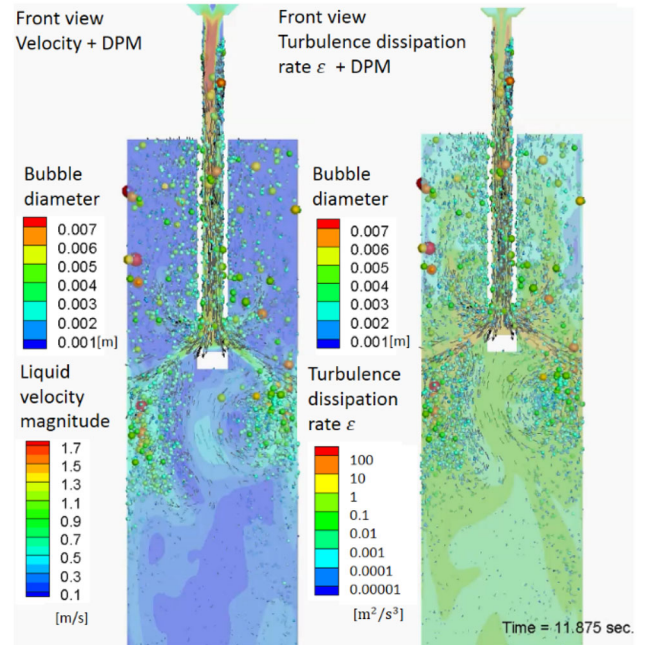 Front view
Velocity + DPM
Front view
Turbulence dissipation
rate ε + DPM
Bubble
diameter
0.007
0.006
0.005
0.004
0.003
0.002
0.001[m]
Bubble
diameter
0.007
0.006
0.005
0.004
0.003
0.002
0.001[m]
Liquid
velocity
magnitude
1.7
1.5
1.3
1.1
0.9
0.7
0.5
0.3
0.1
[m/s]
Turbulence
dissipation
rate ε
100
10
1
0.1
0.01
0.001
0.0001
0.00001
[m²/s³]
Time = 11.875 sec.